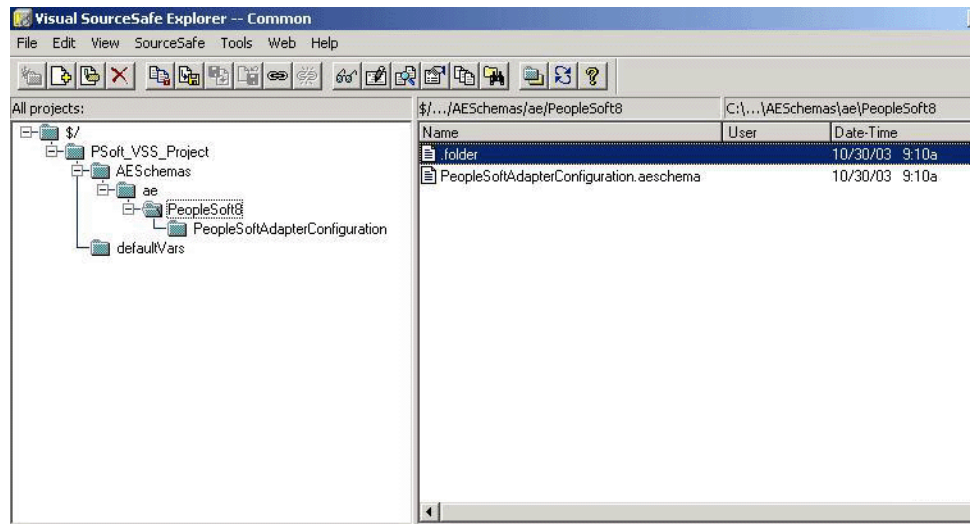 Visual SourceSafe Explorer -- Common
File Edit View SourceSafe Tools Web Help
All projects:
$/.../AESchemas/ae/PeopleSoft8 C:\...\AESchemas\ae\PeopleSoft8
Name User Date-Time
$/
PSoft_VSS_Project
AESchemas
ae
PeopleSoft8
PeopleSoftAdapterConfiguration
defaultVars
.folder 10/30/03 9:10a
PeopleSoftAdapterConfiguration.aeschema 10/30/03 9:10a